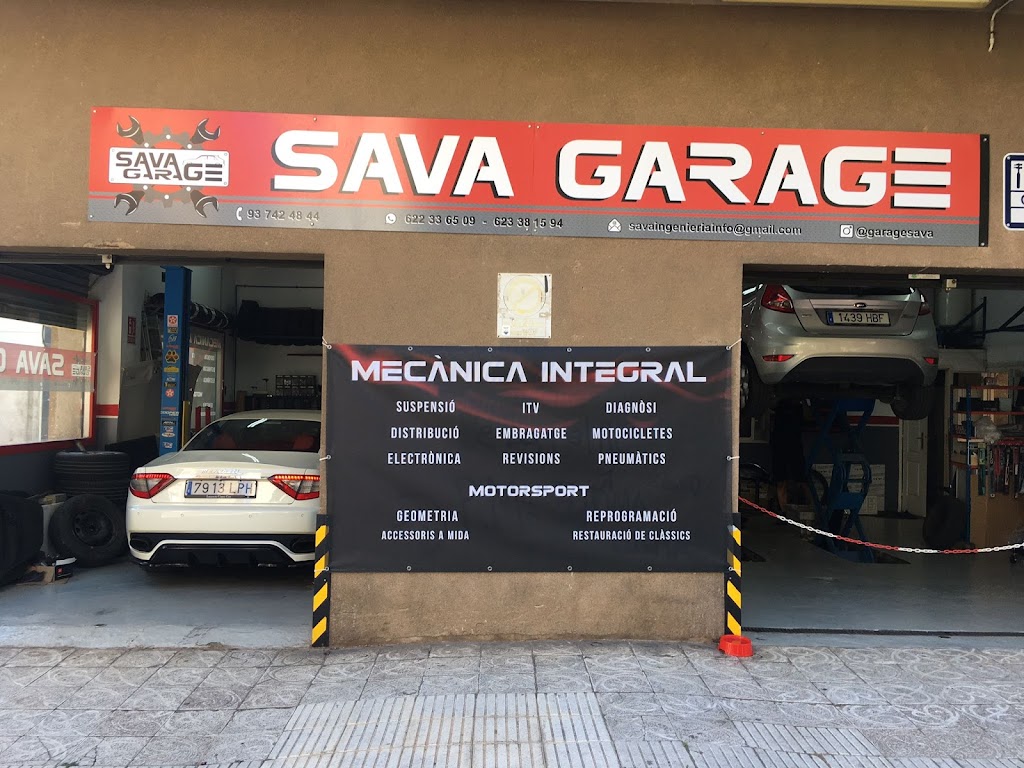 SAVA GARAGE
SAVA GARAGE
93 742 48 44
622 33 65 09 - 623 38 15 94
savaingenieriainfo@gmail.com
@garagesava
SAVA G
1439 HBF
7913 LPH
MECÀNICA INTEGRAL
SUSPENSIÓ ITV DIAGNÒSI
DISTRIBUCIÓ EMBRAGATGE MOTOCICLETES
ELECTRÒNICA REVISIONS PNEUMÀTICS
MOTORSPORT
GEOMETRIA REPROGRAMACIÓ
ACCESSORIS A MIDA RESTAURACIÓ DE CLÀSSICS